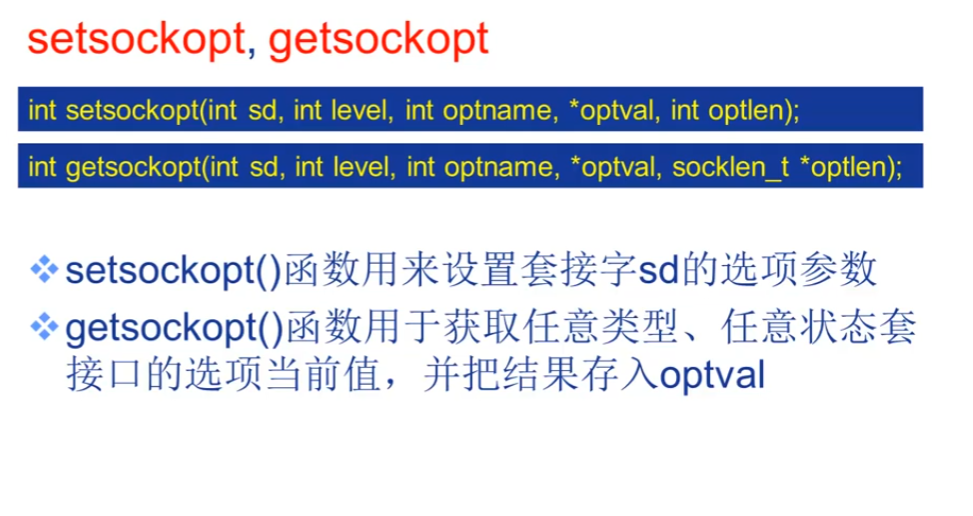 setsockopt, getsockopt
int setsockopt(int sd, int level, int optname, *optval, int optlen);
int getsockopt(int sd, int level, int optname, *optval, socklen_t *optlen);
setsockopt()函数用来设置套接字sd的选项参数
getsockopt()函数用于获取任意类型、任意状态套
接口的选项当前值，并把结果存入optval